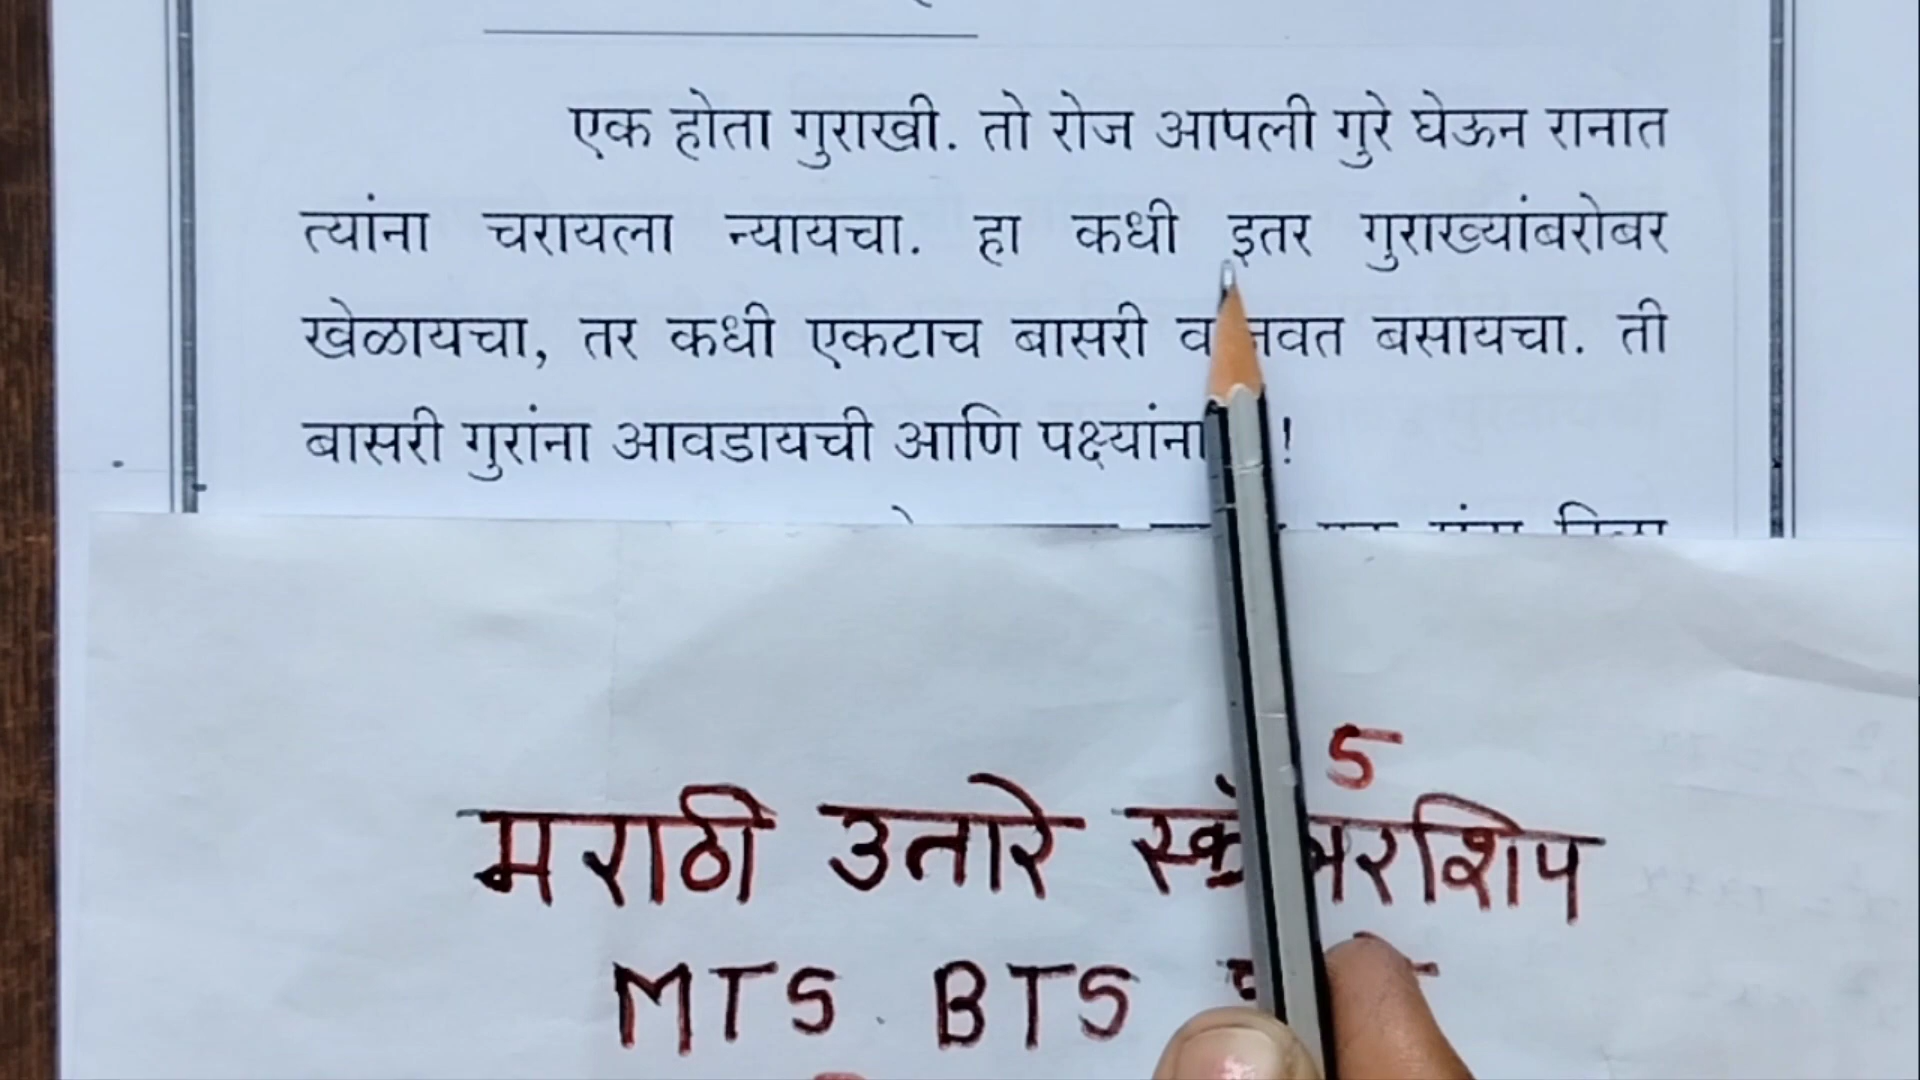 एक होता गुराखी. तो रोज आपली गुरे घेऊन रानात
त्यांना चरायला न्यायचा. हा कधी इतर गुराख्यांबरोबर
खेळायचा, तर कधी एकटाच बासरी वाजवत बसायचा. ती
बासरी गुरांना आवडायची आणि पक्ष्यांना !
5
मराठी उतारे
MTS BTS